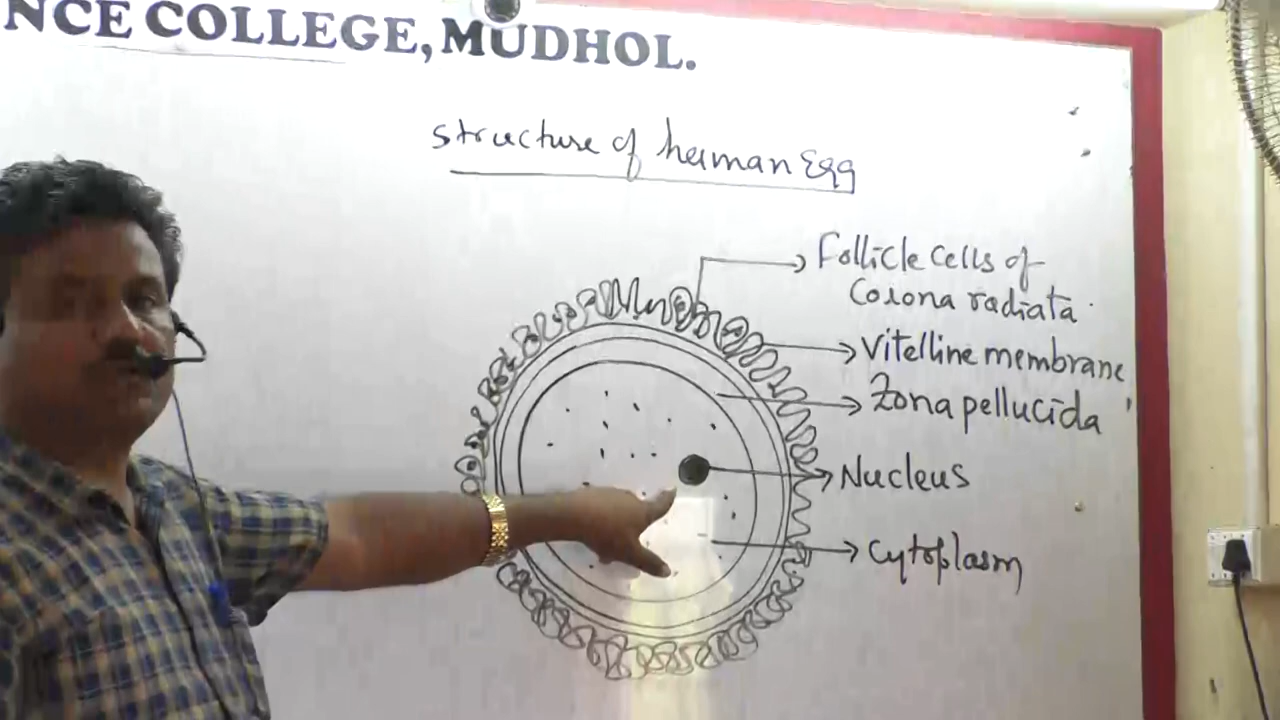 NCE COLLEGE, MUDHOL.
structure of human Egg
Follicle cells of
Corona radiata
Vitelline membrane
Zona pellucida
Nucleus
Cytoplasm